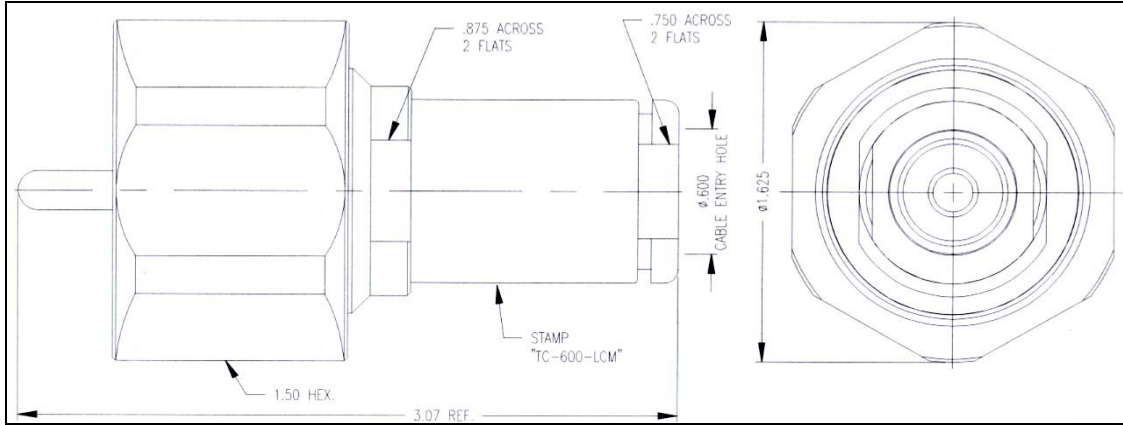 .875 ACROSS
2 FLATS
.750 ACROSS
2 FLATS
ø.600
CABLE ENTRY HOLE
ø1.625
STAMP
"TC-600-LCM"
1.50 HEX.
3.07 REF.